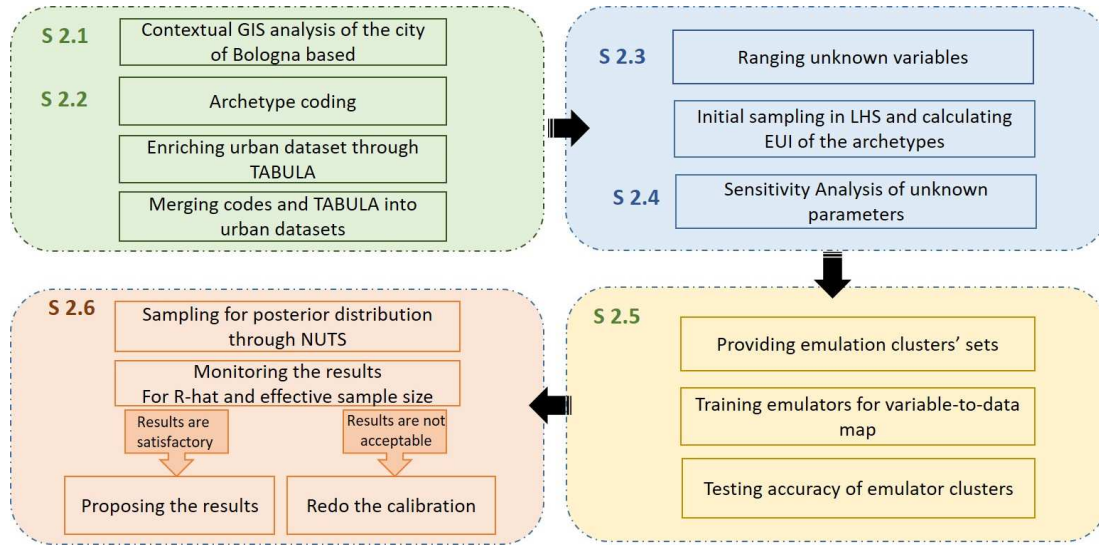 S 2.1
Contextual GIS analysis of the city
of Bologna based
S 2.2
Archetype coding
Enriching urban dataset through
TABULA
Merging codes and TABULA into
urban datasets
S 2.3
Ranging unknown variables
Initial sampling in LHS and calculating
EUI of the archetypes
S 2.4
Sensitivity Analysis of unknown
parameters
S 2.5
Providing emulation clusters’ sets
Training emulators for variable-to-data
map
Testing accuracy of emulator clusters
S 2.6
Sampling for posterior distribution
through NUTS
Monitoring the results
For R-hat and effective sample size
Results are
satisfactory
Results are not
acceptable
Proposing the results
Redo the calibration